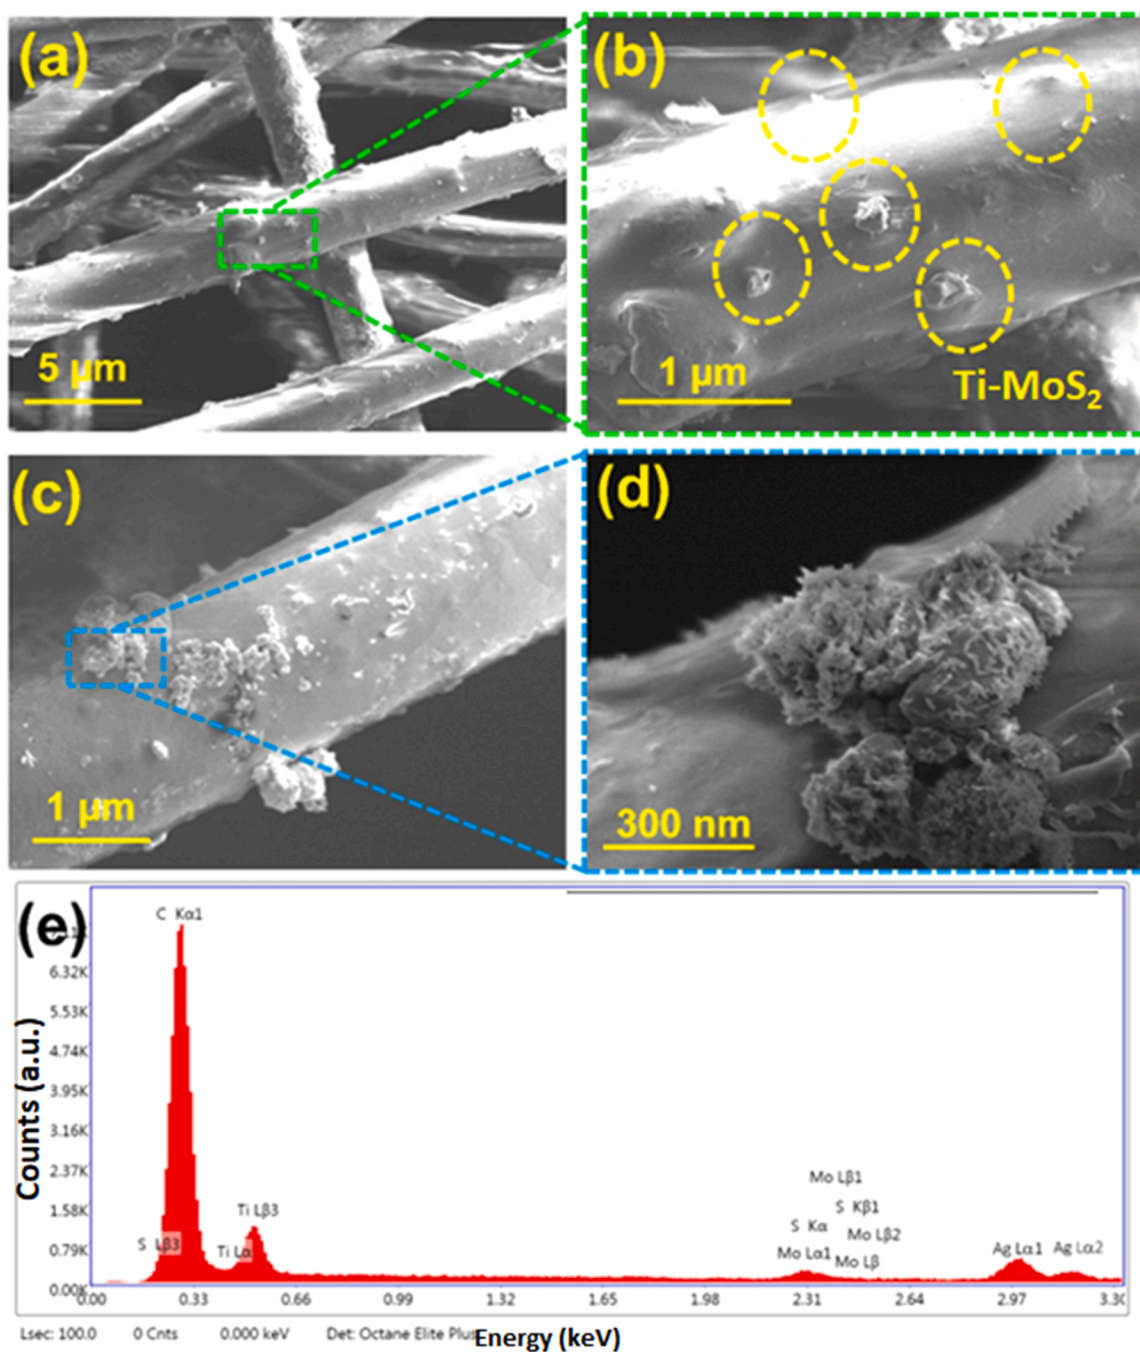 (a)
5 µm
(b)
1 µm
Ti-MoS₂
(c)
1 µm
(d)
300 nm
(e)
C Kα1
6.32K
5.53K
4.74K
3.95K
3.16K
2.37K
1.58K
0.79K
0.00K
Counts (a.u.)
Mo Lβ1
Ti Lβ3
S Kβ1
S Kα
Mo Lβ2
S Lβ3
Ti Lα
Mo Lα1
Mo Lβ
Ag Lα1
Ag Lα2
0.00 0.33 0.66 0.99 1.32 1.65 1.98 2.31 2.64 2.97
Lsec: 100.0 0 Cnts 0.000 keV Det: Octane Elite Plus
Energy (keV)